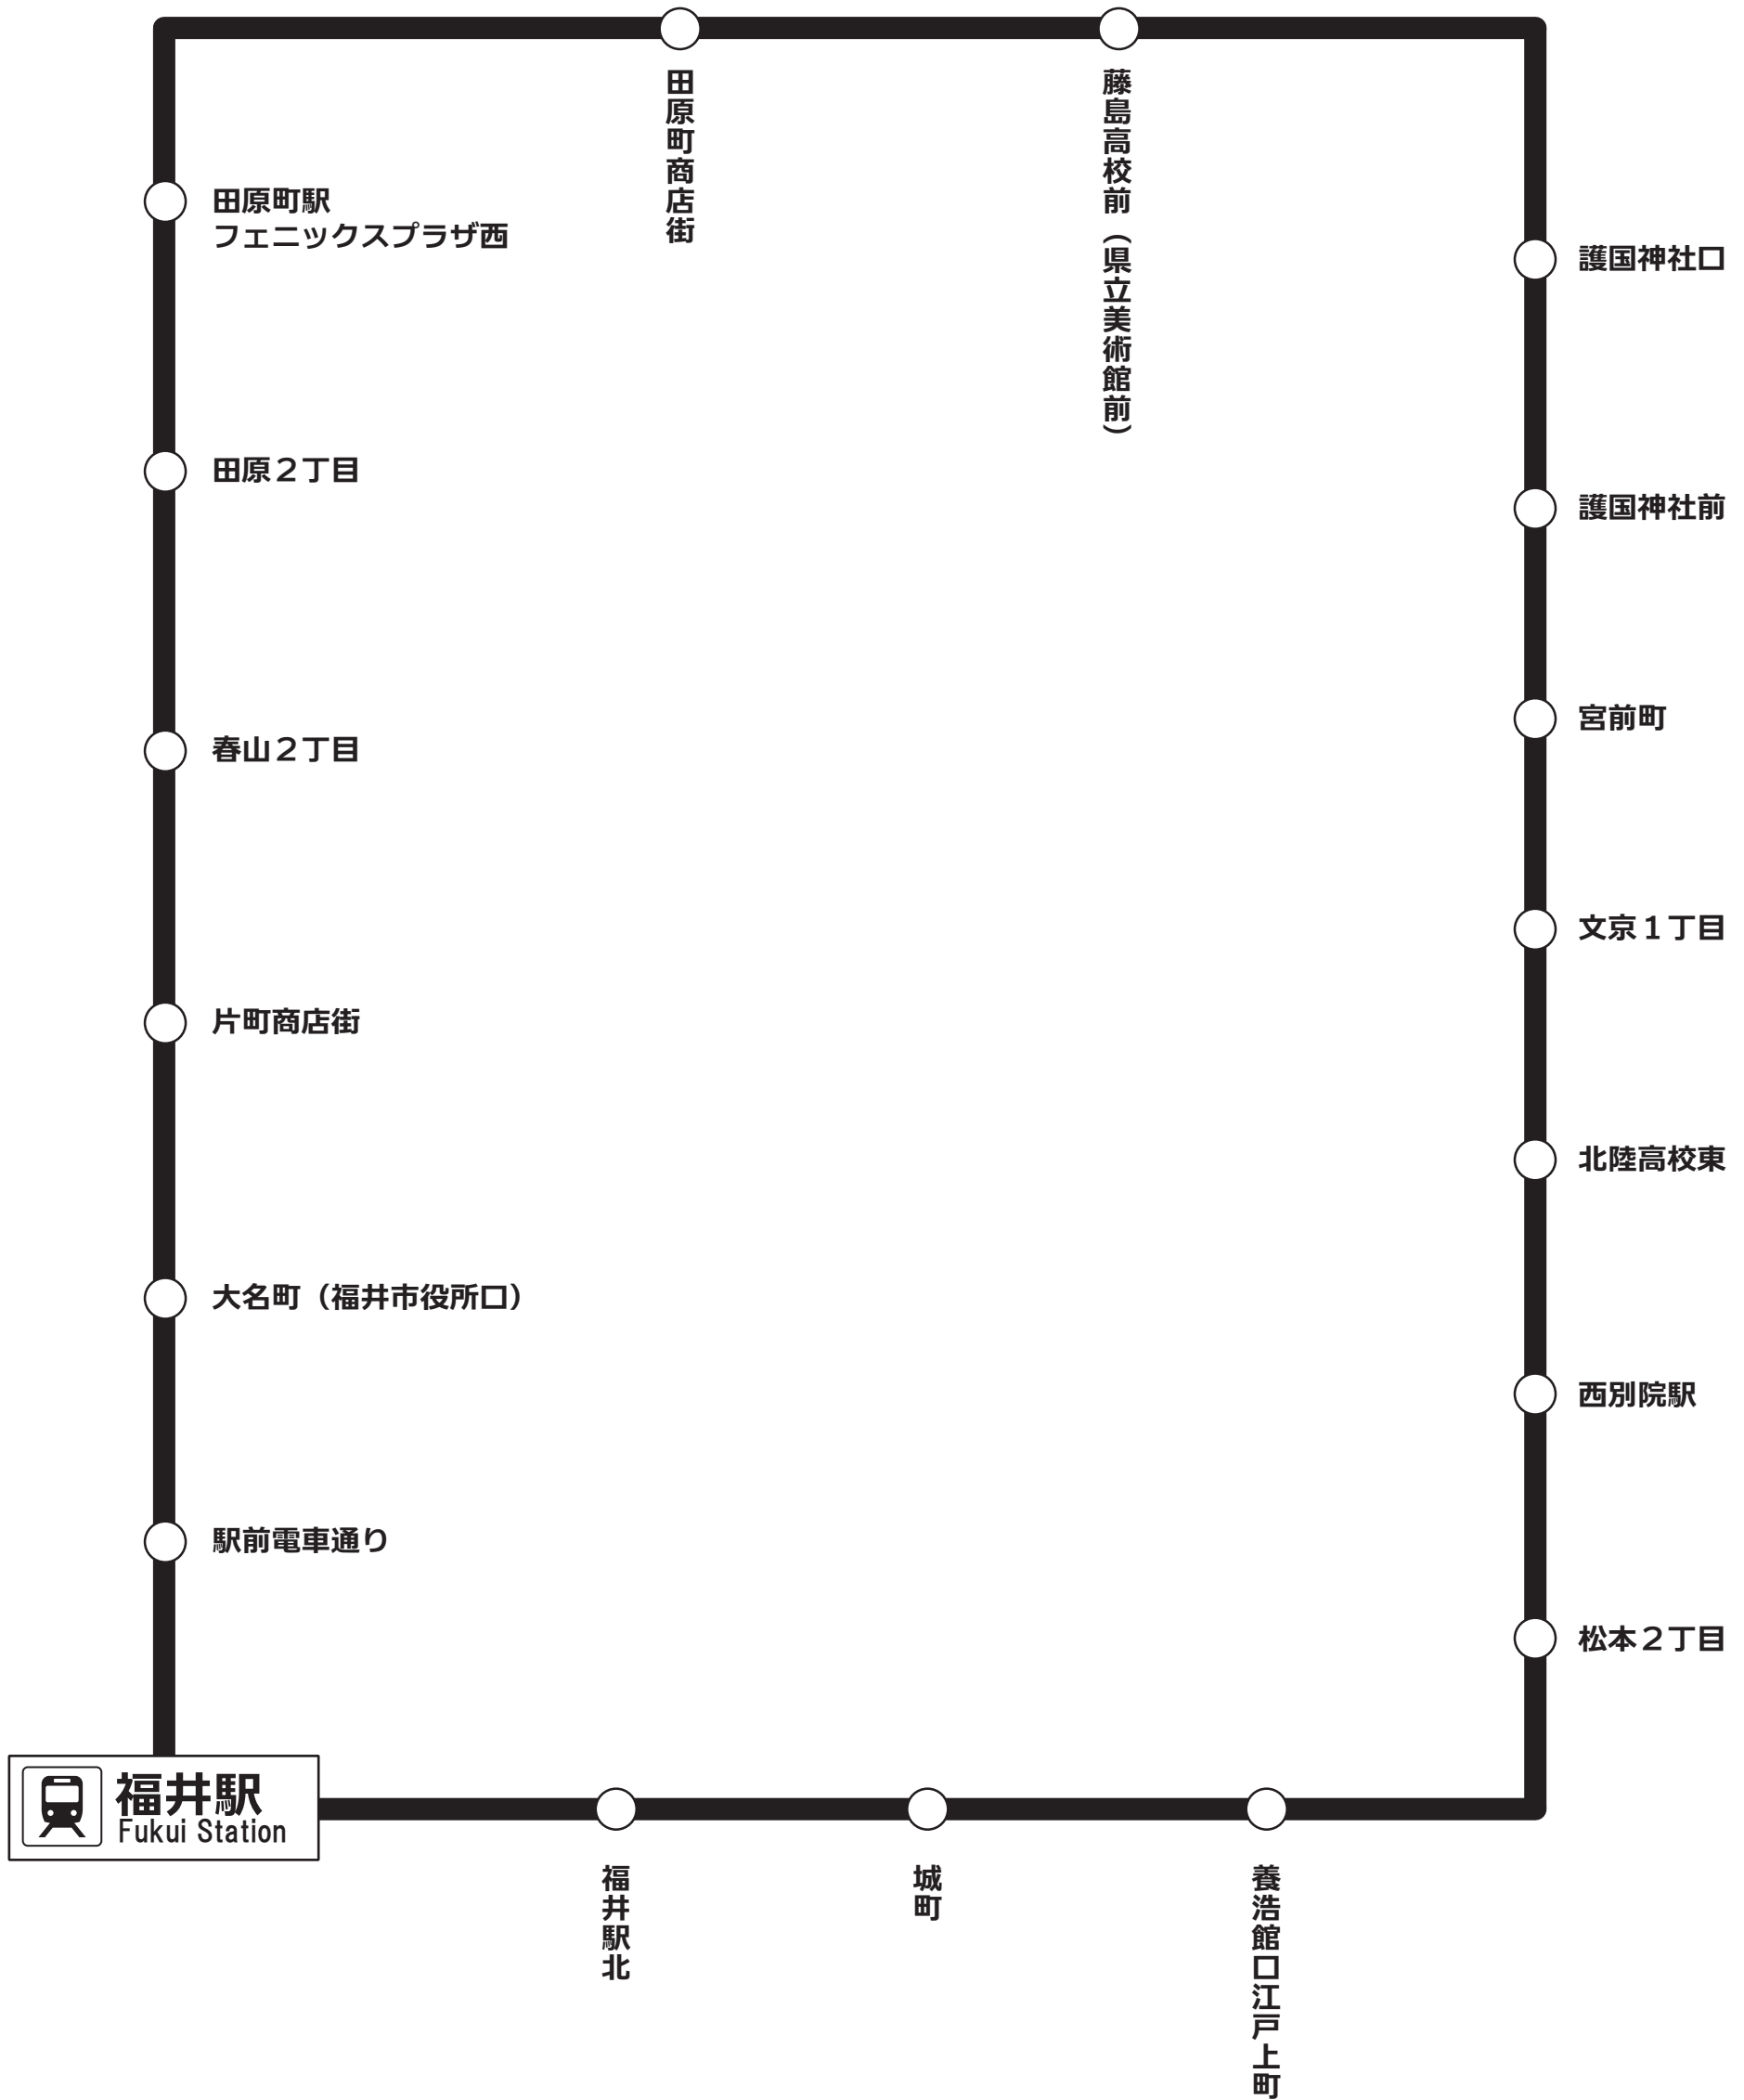 田原町商店街
藤島高校前（県立美術館前）
田原町駅
フェニックスプラザ西
護国神社口
田原２丁目
護国神社前
宮前町
春山２丁目
文京１丁目
片町商店街
北陸高校東
大名町（福井市役所口）
西別院駅
駅前電車通り
松本２丁目
福井駅
Fukui Station
福井駅北
城町
養浩館口江戸上町